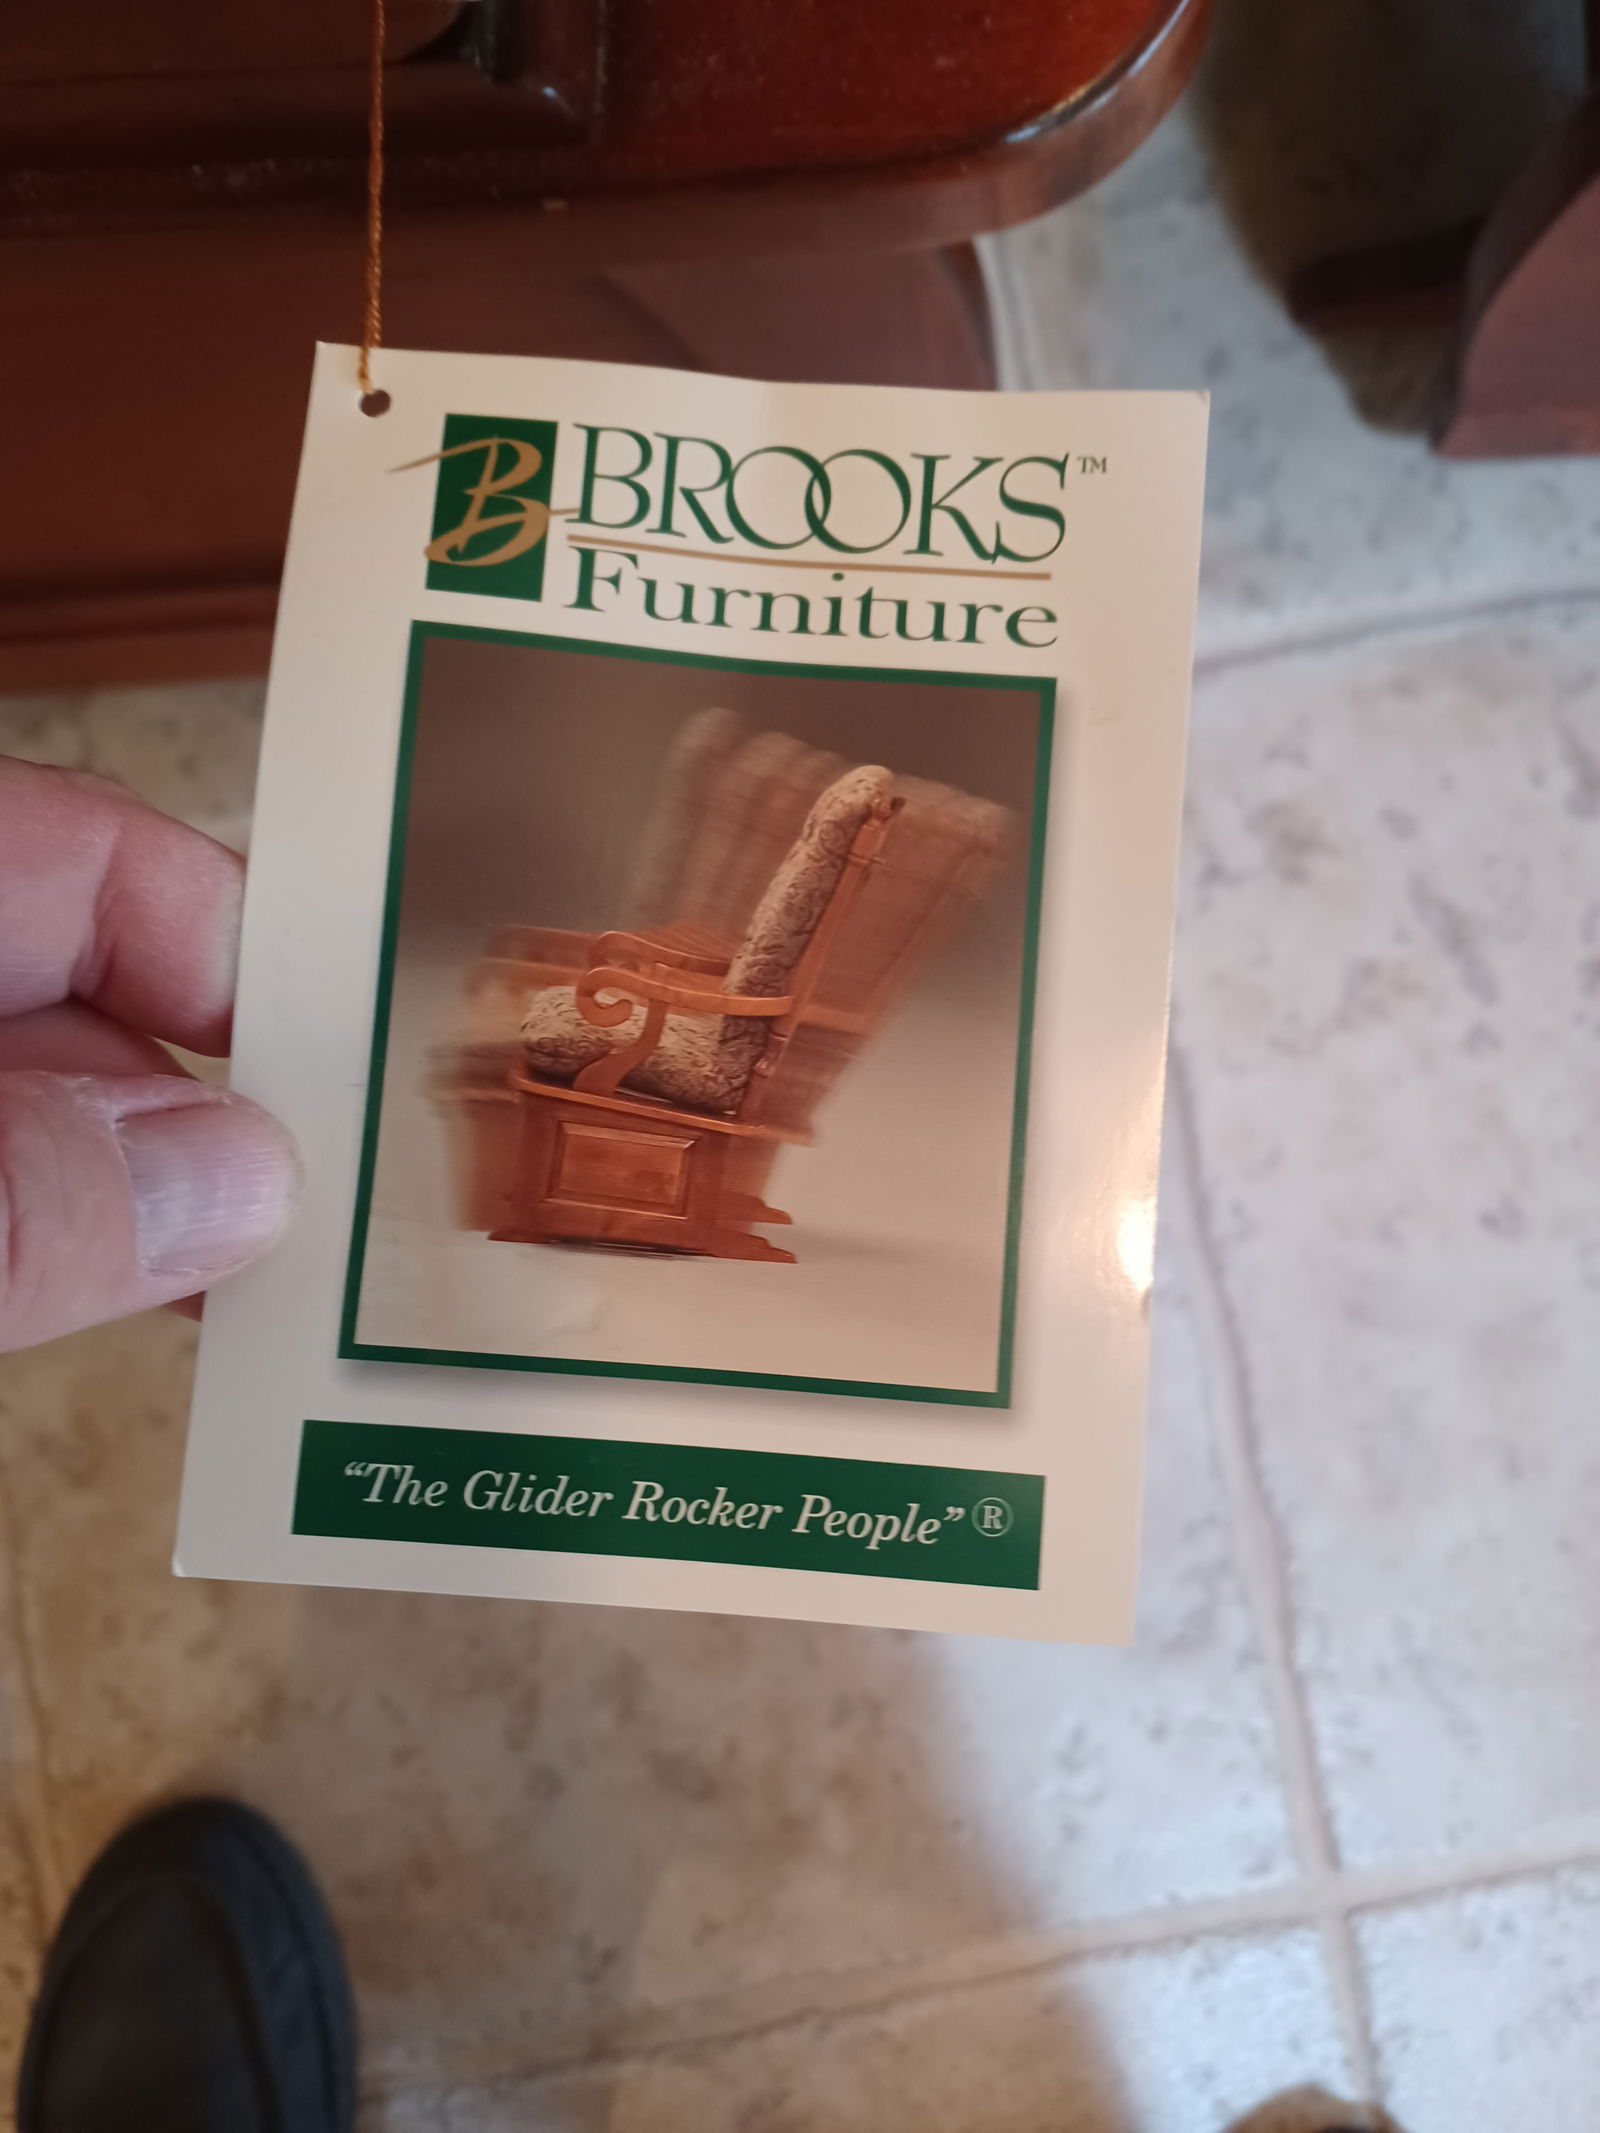 B BROOKS™
Furniture
“The Glider Rocker People”®